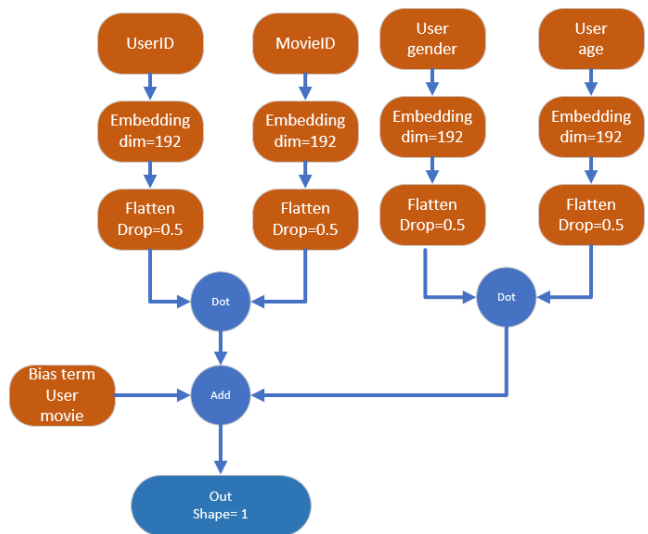 UserID
MovieID
User
gender
User
age
Embedding
dim=192
Embedding
dim=192
Embedding
dim=192
Embedding
dim=192
Flatten
Drop=0.5
Flatten
Drop=0.5
Flatten
Drop=0.5
Flatten
Drop=0.5
Dot
Dot
Bias term
User
movie
Add
Out
Shape= 1